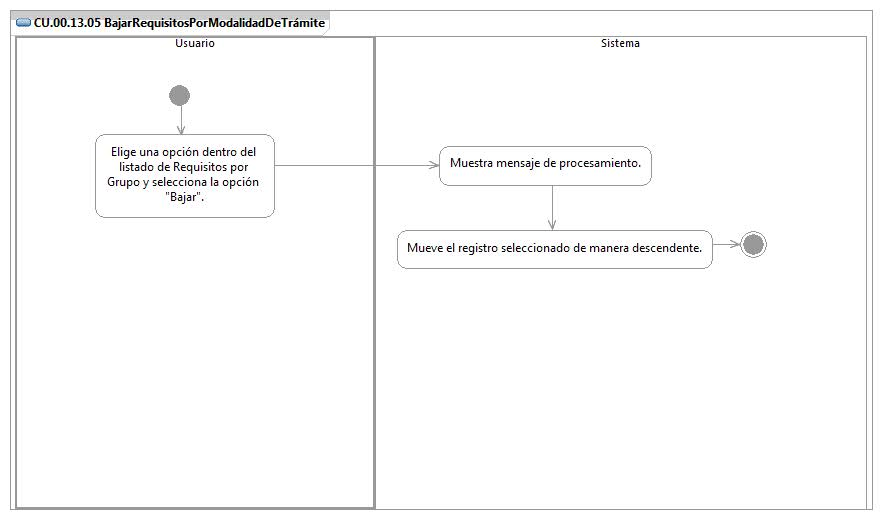 CU.00.13.05 BajarRequisitosPorModalidadDeTrámite
Usuario
Sistema
Elige una opción dentro del
listado de Requisitos por
Grupo y selecciona la opción
"Bajar".
Muestra mensaje de procesamiento.
Mueve el registro seleccionado de manera descendente.